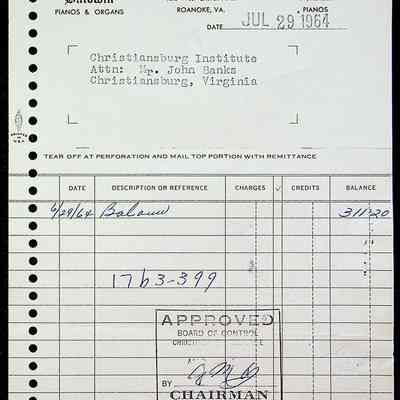 Baldwin
PIANOS & ORGANS
ROANOKE, VA.
PIANOS
DATE JUL 29 1964
Christiansburg Institute
Attn: Mr. John Banks
Christiansburg, Virginia
TEAR OFF AT PERFORATION AND MAIL TOP PORTION WITH REMITTANCE
DATE DESCRIPTION OR REFERENCE CHARGES ✓ CREDITS BALANCE
6/29/64 Balance 311.20
1763-399
APPROVED
BOARD OF CONTROL
BY
CHAIRMAN